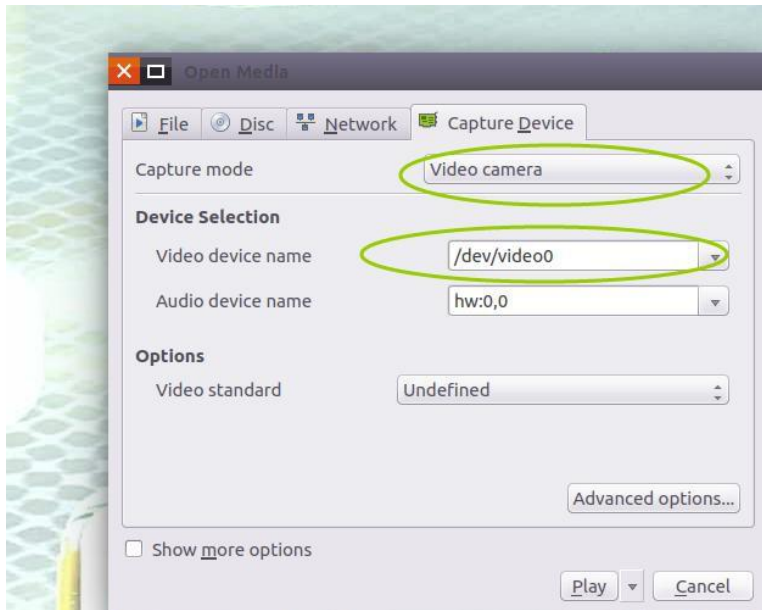 Open Media
File Disc Network Capture Device
Capture mode Video camera
Device Selection
Video device name /dev/video0
Audio device name hw:0,0
Options
Video standard Undefined
Advanced options...
Show more options
Play Cancel